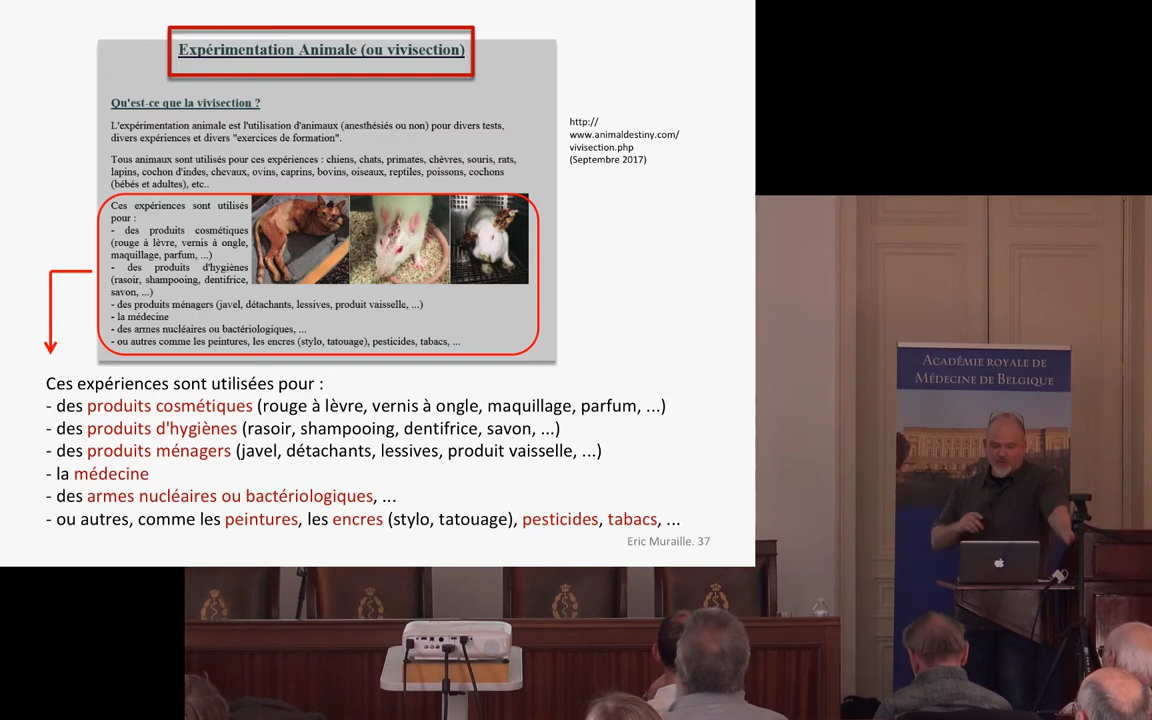 Expérimentation Animale (ou vivisection)
Qu'est-ce que la vivisection ?
L'expérimentation animale est l'utilisation d'animaux (anesthésiés ou non) pour divers tests,
divers expériences et divers "exercices de formation".
Tous animaux sont utilisés pour ces expériences : chiens, chats, primates, chèvres, souris, rats,
lapins, cochon d'indes, chevaux, ovins, caprins, bovins, oiseaux, reptiles, poissons, cochons
(bébés et adultes), etc..
Ces expériences sont utilisés
pour :
- des produits cosmétiques
(rouge à lèvre, vernis à ongle,
maquillage, parfum, ...)
- des produits d'hygiènes
(rasoir, shampooing, dentifrice,
savon, ...)
- des produits ménagers (javel, détachants, lessives, produit vaisselle, ...)
- la médecine
- des armes nucléaires ou bactériologiques, ...
- ou autres comme les peintures, les encres (stylo, tatouage), pesticides, tabacs, ...
http://
www.animaldestiny.com/
vivisection.php
(Septembre 2017)
Ces expériences sont utilisées pour :
- des produits cosmétiques (rouge à lèvre, vernis à ongle, maquillage, parfum, ...)
- des produits d'hygiènes (rasoir, shampooing, dentifrice, savon, ...)
- des produits ménagers (javel, détachants, lessives, produit vaisselle, ...)
- la médecine
- des armes nucléaires ou bactériologiques, ...
- ou autres, comme les peintures, les encres (stylo, tatouage), pesticides, tabacs, ...
Eric Muraille. 37
ACADÉMIE ROYALE DE
MÉDECINE DE BELGIQUE